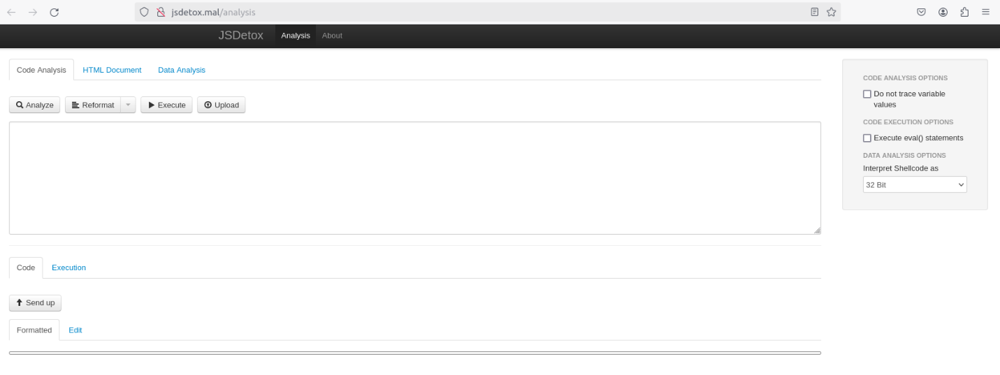 jsdetox.mal/analysis
JSDetox Analysis About
Code Analysis HTML Document Data Analysis
Analyze Reformat Execute Upload
CODE ANALYSIS OPTIONS
Do not trace variable
values
CODE EXECUTION OPTIONS
Execute eval() statements
DATA ANALYSIS OPTIONS
Interpret Shellcode as
32 Bit
Code Execution
Send up
Formatted Edit